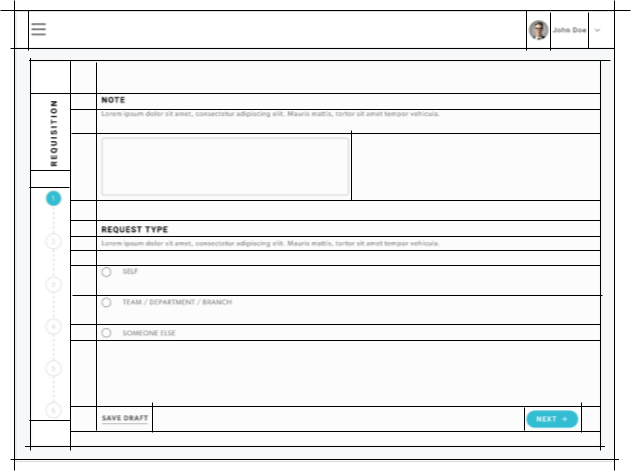 John Doe
REQUISITION
NOTE
Lorem ipsum dolor sit amet, consectetur adipiscing elit. Mauris mattis, tortor sit amet tempor vehicula.
1
2
3
4
5
6
REQUEST TYPE
Lorem ipsum dolor sit amet, consectetur adipiscing elit. Mauris mattis, tortor sit amet tempor vehicula.
SELF
TEAM / DEPARTMENT / BRANCH
SOMEONE ELSE
SAVE DRAFT
NEXT →